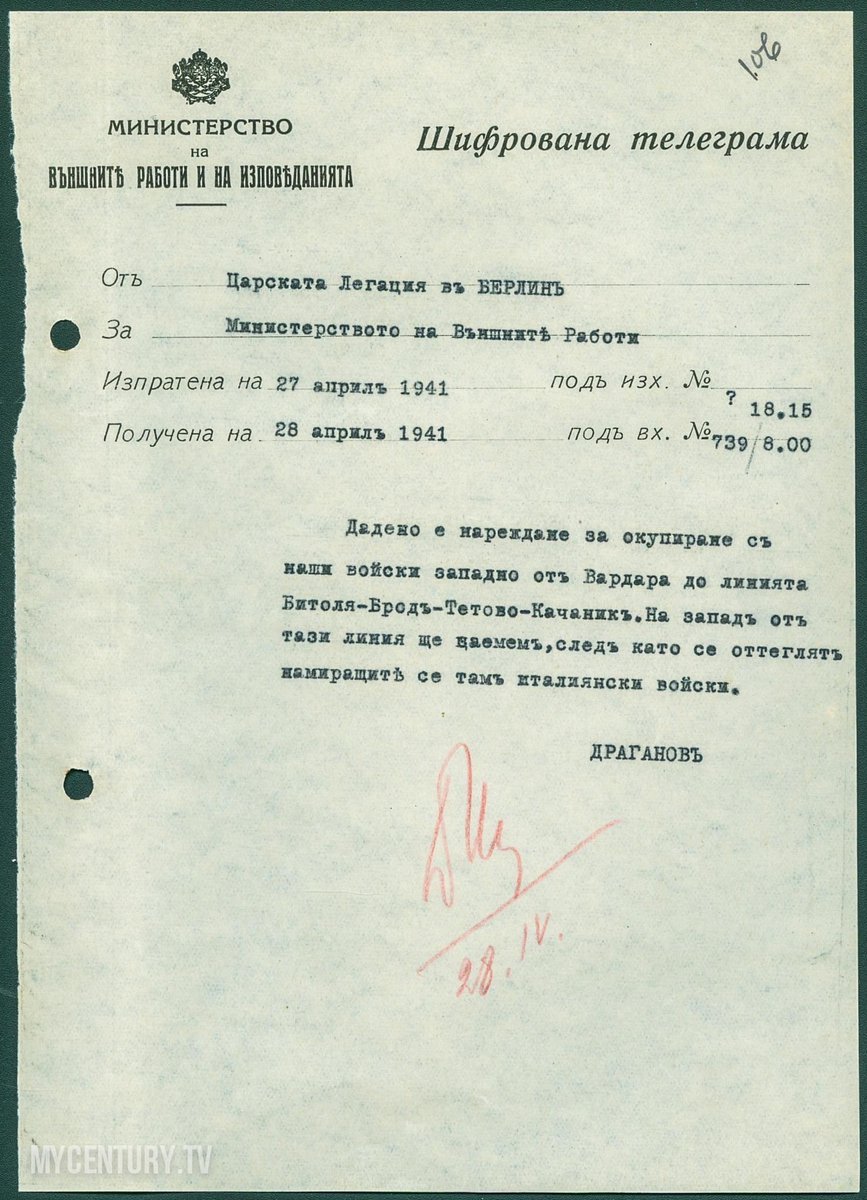 106
МИНИСТЕРСТВО
на
ВЪНШНИТѢ РАБОТИ И НА ИЗПОВѢДАНИЯТА
Шифрована телеграма
Отъ Царската Легация въ БЕРЛИНЪ
За Министерството на Външнитѣ Работи
Изпратена на 27 априлъ 1941 подъ изх. № ? 18.15
Получена на 28 априлъ 1941 подъ вх. № 739/8.00
Дадено е нареждане за окупиране съ
наши войски западно отъ Вардара до линията
Битоля-Бродъ-Тетово-Качаникъ.На западъ отъ
тази линия ще заемемъ,следъ като се оттеглятъ
намиращитѣ се тамъ италиянски войски.
ДРАГАНОВЪ
28.IV.
MYCENTURY.TV